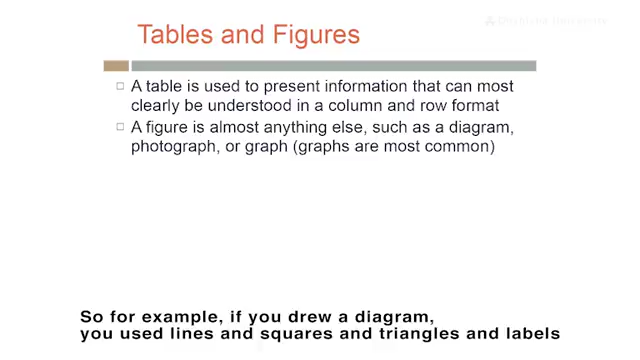 Tables and Figures
A table is used to present information that can most
clearly be understood in a column and row format
A figure is almost anything else, such as a diagram,
photograph, or graph (graphs are most common)
So for example, if you drew a diagram,
you used lines and squares and triangles and labels